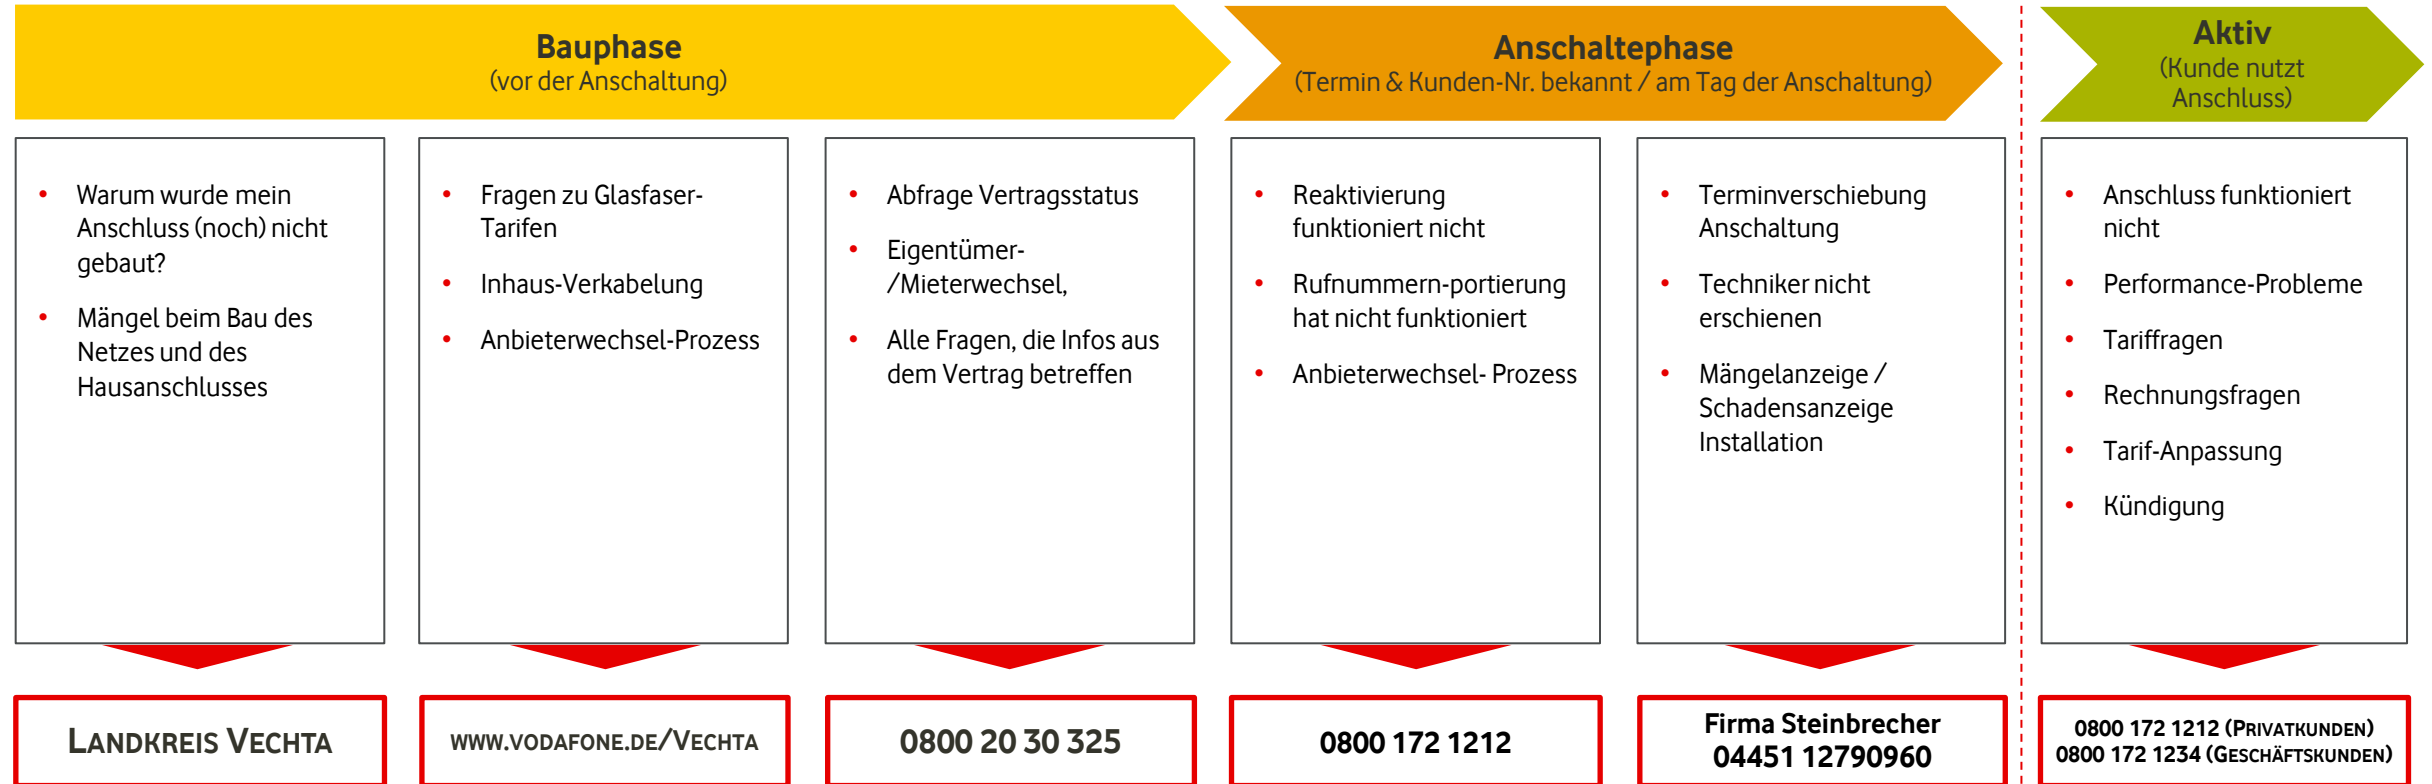 Bauphase
(vor der Anschaltung)
Anschaltephase
(Termin & Kunden-Nr. bekannt / am Tag der Anschaltung)
Aktiv
(Kunde nutzt
Anschluss)
• Warum wurde mein
Anschluss (noch) nicht
gebaut?
• Mängel beim Bau des
Netzes und des
Hausanschlusses
• Fragen zu Glasfaser-
Tarifen
• Inhaus-Verkabelung
• Anbieterwechsel-Prozess
• Abfrage Vertragsstatus
• Eigentümer-
/Mieterwechsel,
• Alle Fragen, die Infos aus
dem Vertrag betreffen
• Reaktivierung
funktioniert nicht
• Rufnummern-portierung
hat nicht funktioniert
• Anbieterwechsel- Prozess
• Terminverschiebung
Anschaltung
• Techniker nicht
erschienen
• Mängelanzeige /
Schadensanzeige
Installation
• Anschluss funktioniert
nicht
• Performance-Probleme
• Tariffragen
• Rechnungsfragen
• Tarif-Anpassung
• Kündigung
LANDKREIS VECHTA
WWW.VODAFONE.DE/VECHTA
0800 20 30 325
0800 172 1212
Firma Steinbrecher
04451 12790960
0800 172 1212 (PRIVATKUNDEN)
0800 172 1234 (GESCHÄFTSKUNDEN)